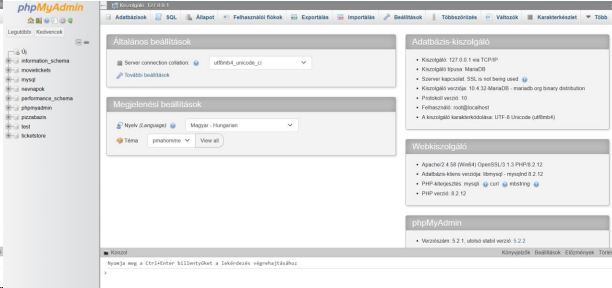 phpMyAdmin
Legutóbbi Kedvencek
Új
information_schema
movietickets
mysql
nevnapok
performance_schema
phpmyadmin
pizzabazis
test
ticketstore
Kiszolgáló: 127.0.0.1
Adatbázisok SQL Állapot Felhasználói fiókok Exportálás Importálás Beállítások Többszörözés Változók Karakterkészlet Több
Általános beállítások
Server connection collation: utf8mb4_unicode_ci
További beállítások
Megjelenési beállítások
Nyelv (Language) Magyar - Hungarian
Téma pmahomme View all
Adatbázis-kiszolgáló
Kiszolgáló: 127.0.0.1 via TCP/IP
Kiszolgáló típusa: MariaDB
Szerver kapcsolat: SSL is not being used
Kiszolgáló verziója: 10.4.32-MariaDB - mariadb.org binary distribution
Protokoll verzió: 10
Felhasználó: root@localhost
A kiszolgáló karakterkódolása: UTF-8 Unicode (utf8mb4)
Webkiszolgáló
Apache/2.4.58 (Win64) OpenSSL/3.1.3 PHP/8.2.12
Adatbázis-kliens verziója: libmysql - mysqlnd 8.2.12
PHP-kiterjesztés: mysqli curl mbstring
PHP verzió: 8.2.12
phpMyAdmin
Verziószám: 5.2.1, utolsó stabil verzió: 5.2.2
Konzol
Könyvjelzők Beállítások Előzmények
Nyomja meg a Ctrl+Enter billentyűket a lekérdezés végrehajtásához
>